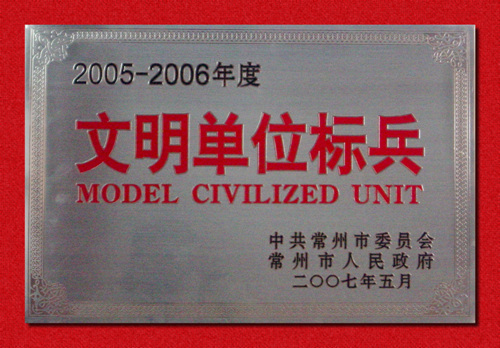 2005-2006年度
文明单位标兵
MODEL CIVILIZED UNIT
中共常州市委员会
常州市人民政府
二〇〇七年五月